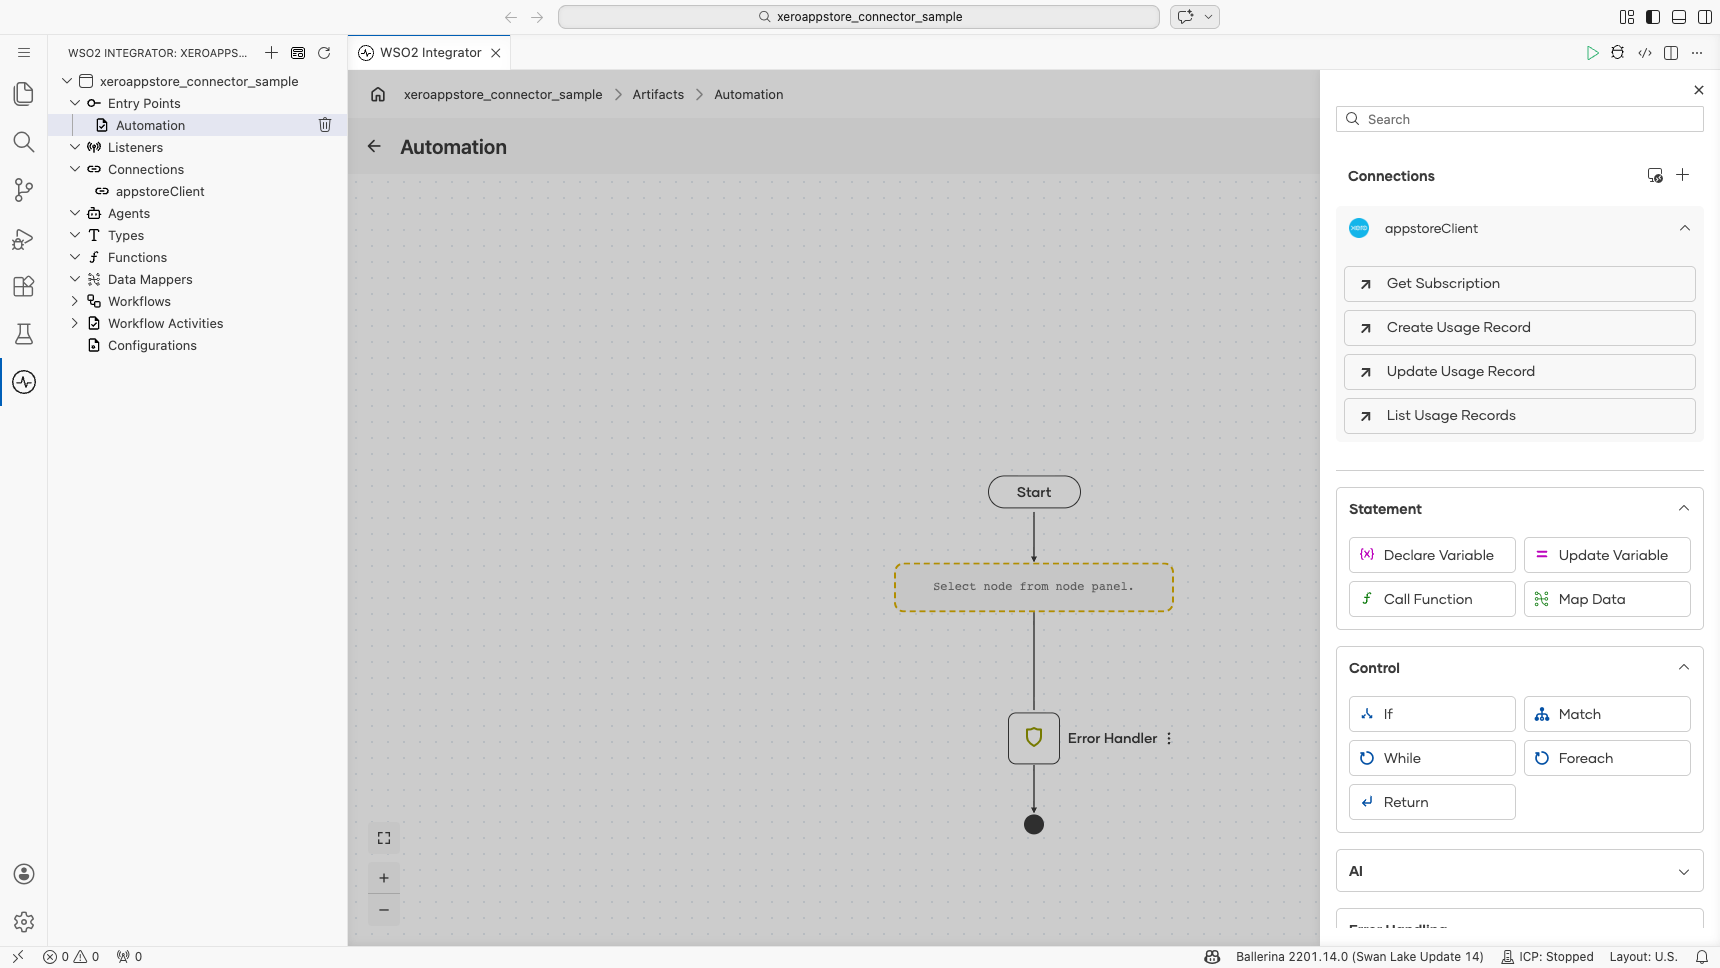 xeroappstore_connector_sample
WSO2 INTEGRATOR: XEROAPPS...
WSO2 Integrator
xeroappstore_connector_sample
Entry Points
Automation
Listeners
Connections
appstoreClient
Agents
Types
Functions
Data Mappers
Workflows
Workflow Activities
Configurations
xeroappstore_connector_sample
Artifacts
Automation
Automation
Start
Select node from node panel.
Error Handler
Search
Connections
xero
appstoreClient
Get Subscription
Create Usage Record
Update Usage Record
List Usage Records
Statement
Declare Variable
Update Variable
Call Function
Map Data
Control
If
Match
While
Foreach
Return
AI
Error Handling
0
0
0
Ballerina 2201.14.0 (Swan Lake Update 14)
ICP: Stopped
Layout: U.S.